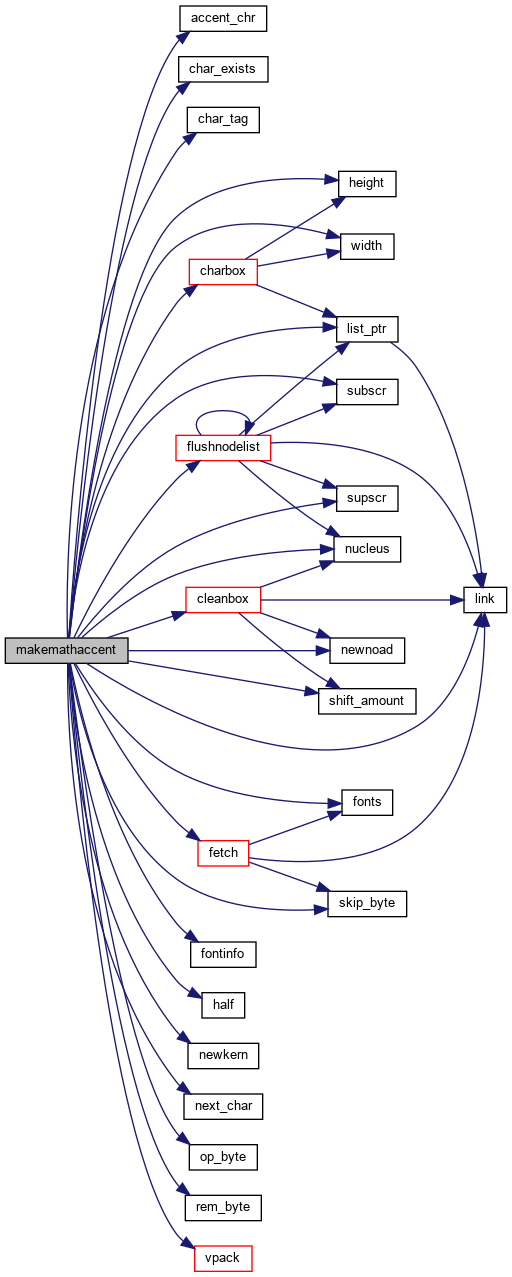 accent_chr
char_exists
char_tag
height
width
charbox
list_ptr
subscr
flushnodelist
supscr
nucleus
cleanbox
link
makemathaccent
newnoad
shift_amount
fonts
fetch
skip_byte
fontinfo
half
newkern
next_char
op_byte
rem_byte
vpack